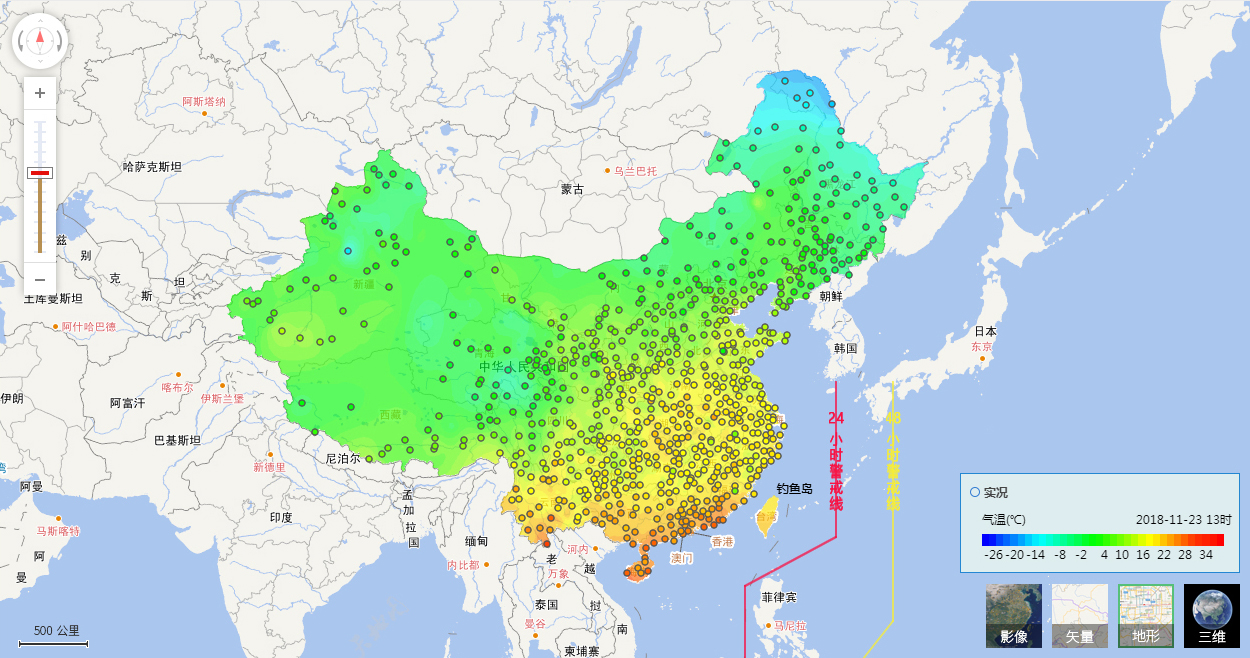 阿斯塔纳
哈萨克斯坦
乌兰巴托
蒙古
兹
别
克
斯
坦
土库曼斯坦
阿什哈巴德
新疆
朝鲜
日本
韩国
东京
青海
中华人民共和国
伊朗
喀布尔
伊斯兰堡
阿富汗
西藏
巴基斯坦
尼泊尔
新德里
24
小
时
警
戒
线
48
小
时
警
戒
线
湾
阿曼
马斯喀特
阿
曼
印度
孟
加
拉
国
缅甸
内比都
钓鱼岛
台湾
香港
澳门
河内
老
万象
越
泰国
挝
曼谷
南
柬埔寨
菲律宾
马尼拉
实况
气温(℃) 2018-11-23 13时
-26 -20 -14 -8 -2 4 10 16 22 28 34
影像 矢量 地形 三维
500 公里